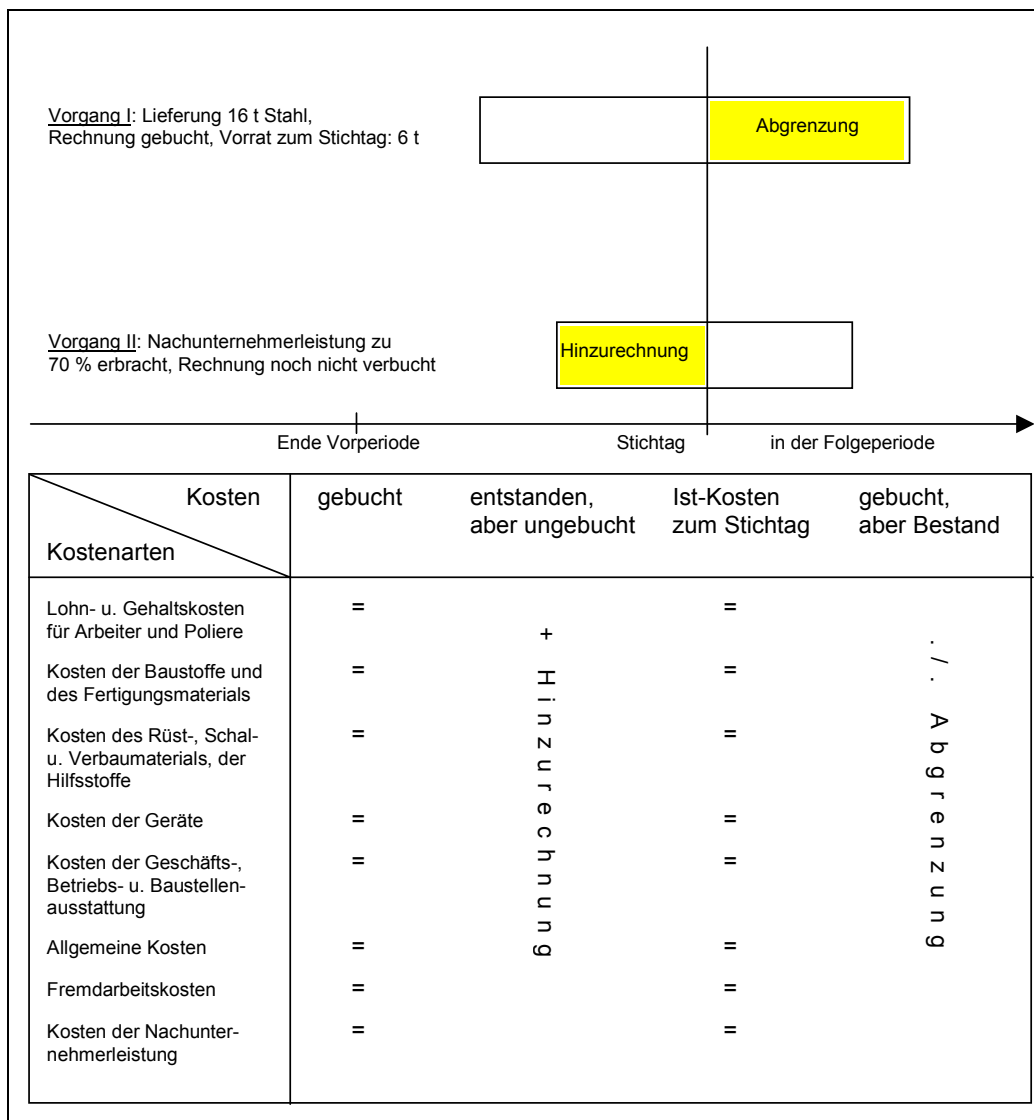 Vorgang I: Lieferung 16 t Stahl,
Rechnung gebucht, Vorrat zum Stichtag: 6 t
Abgrenzung
Vorgang II: Nachunternehmerleistung zu
70 % erbracht, Rechnung noch nicht verbucht
Hinzurechnung
Ende Vorperiode Stichtag in der Folgeperiode
Kosten
Kostenarten
gebucht
entstanden,
aber ungebucht
Ist-Kosten
zum Stichtag
gebucht,
aber Bestand
Lohn- u. Gehaltskosten = =
für Arbeiter und Poliere
Kosten der Baustoffe und = =
des Fertigungsmaterials
Kosten des Rüst-, Schal- = =
u. Verbaumaterials, der
Hilfsstoffe
Kosten der Geräte = =
Kosten der Geschäfts-, = =
Betriebs- u. Baustellen-
ausstattung
Allgemeine Kosten = =
Fremdarbeitskosten = =
Kosten der Nachunter- = =
nehmerleistung
+ Hinzurechnung
./. Abgrenzung